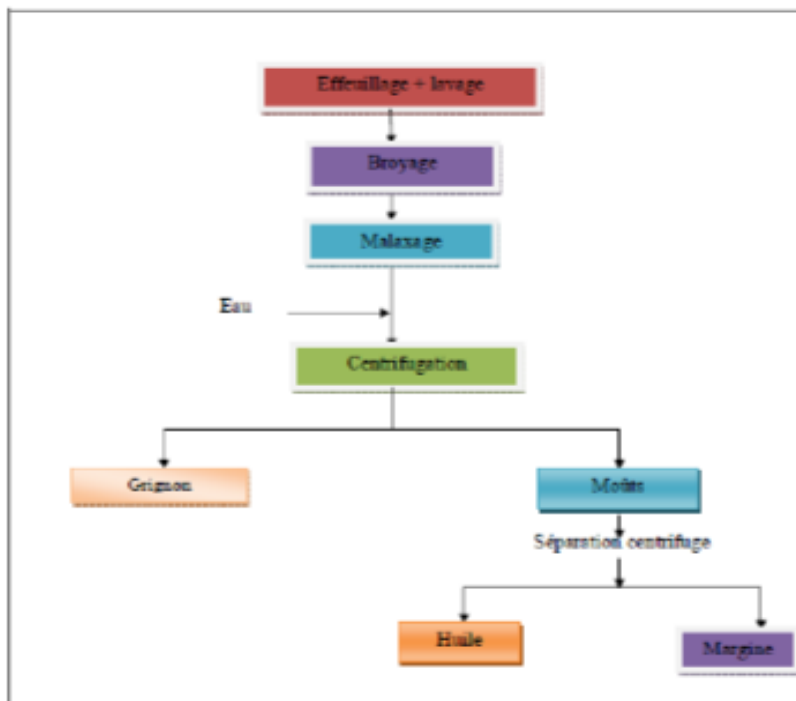 Effeuillage + lavage
Broyage
Malaxage
Eau
Centrifugation
Grignon
Moûts
Séparation centrifuge
Huile
Margine